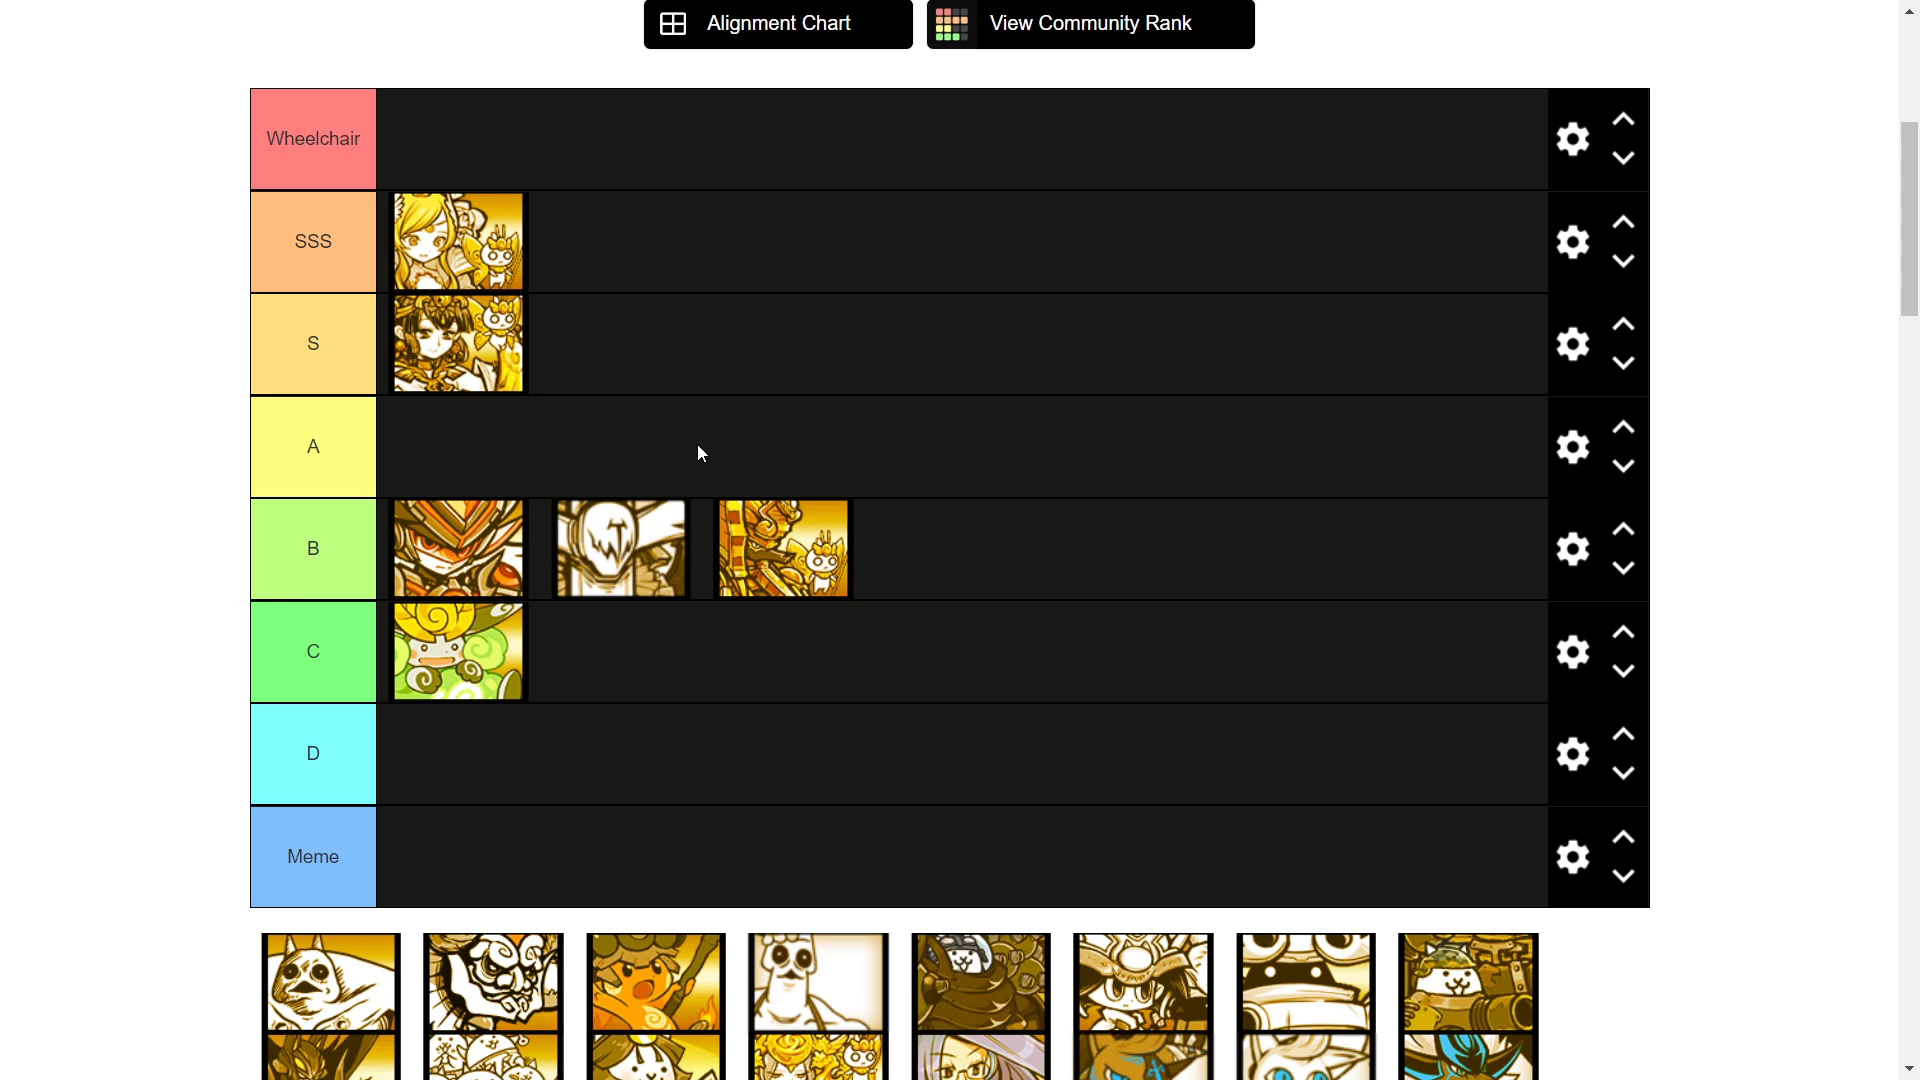 Alignment Chart
View Community Rank
Wheelchair
SSS
S
A
B
C
D
Meme